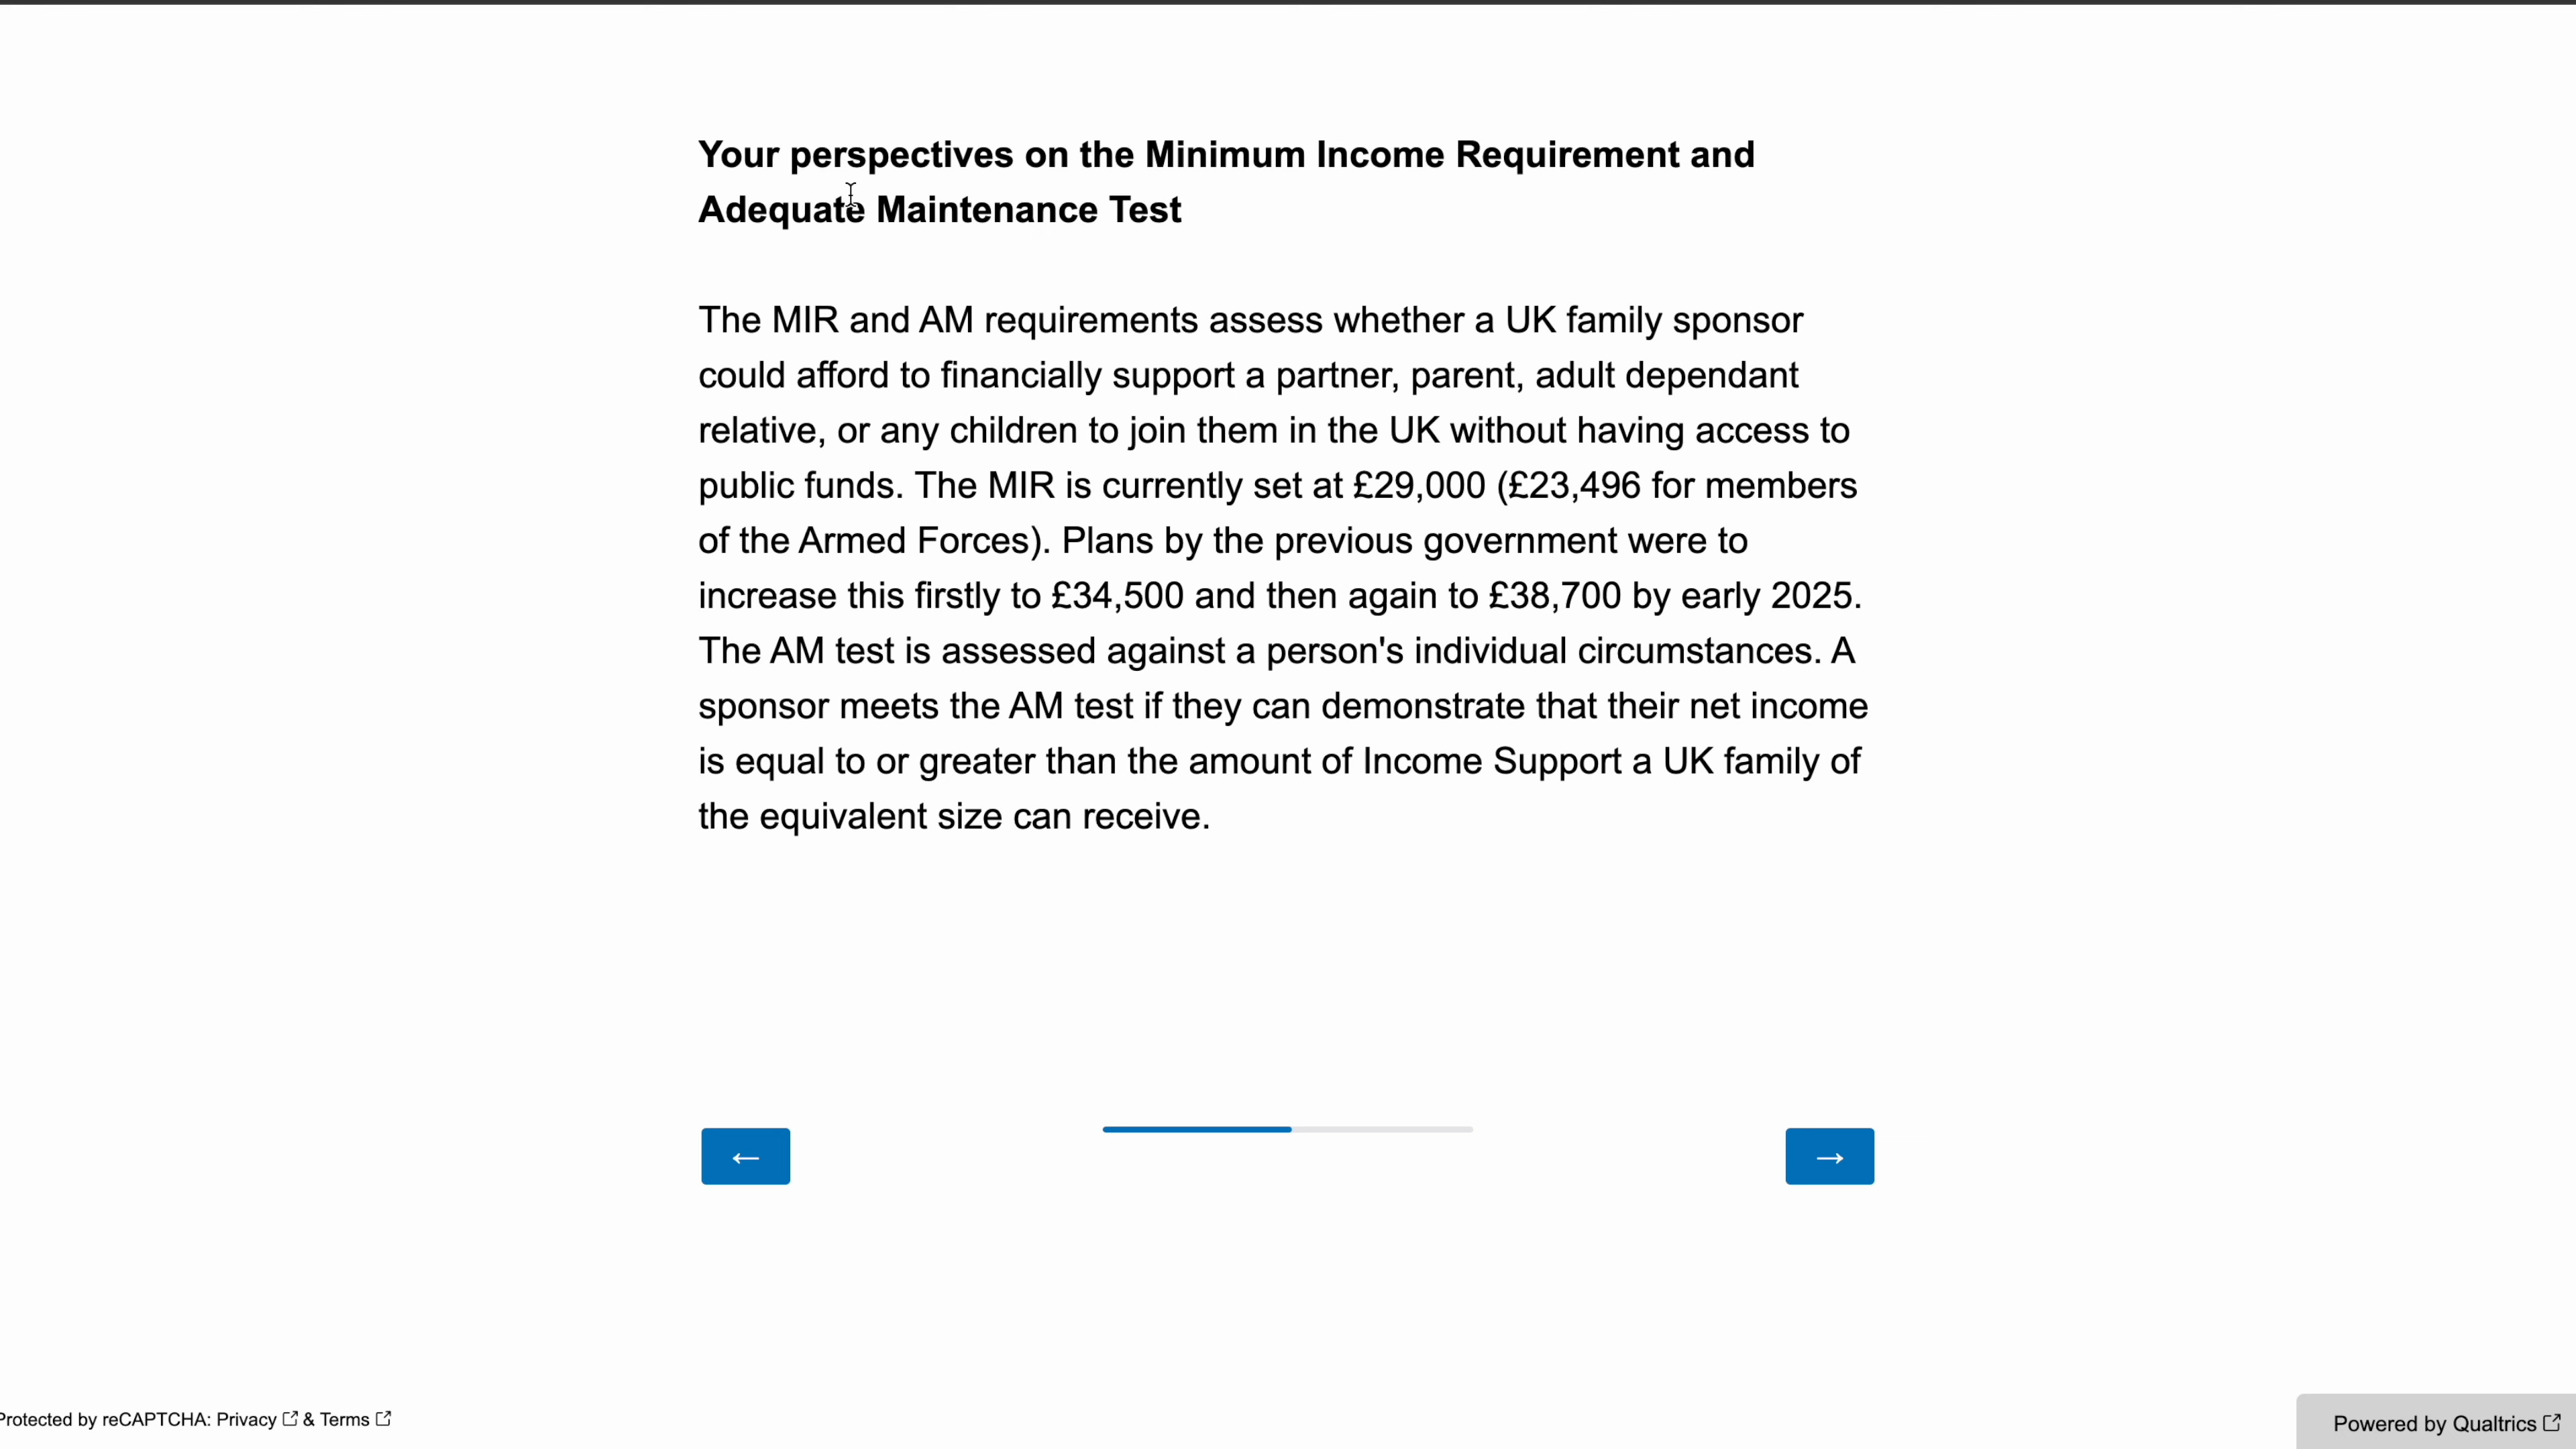 Your perspectives on the Minimum Income Requirement and
Adequate Maintenance Test
The MIR and AM requirements assess whether a UK family sponsor
could afford to financially support a partner, parent, adult dependant
relative, or any children to join them in the UK without having access to
public funds. The MIR is currently set at £29,000 (£23,496 for members
of the Armed Forces). Plans by the previous government were to
increase this firstly to £34,500 and then again to £38,700 by early 2025.
The AM test is assessed against a person's individual circumstances. A
sponsor meets the AM test if they can demonstrate that their net income
is equal to or greater than the amount of Income Support a UK family of
the equivalent size can receive.
←
→
Protected by reCAPTCHA: Privacy & Terms
Powered by Qualtrics